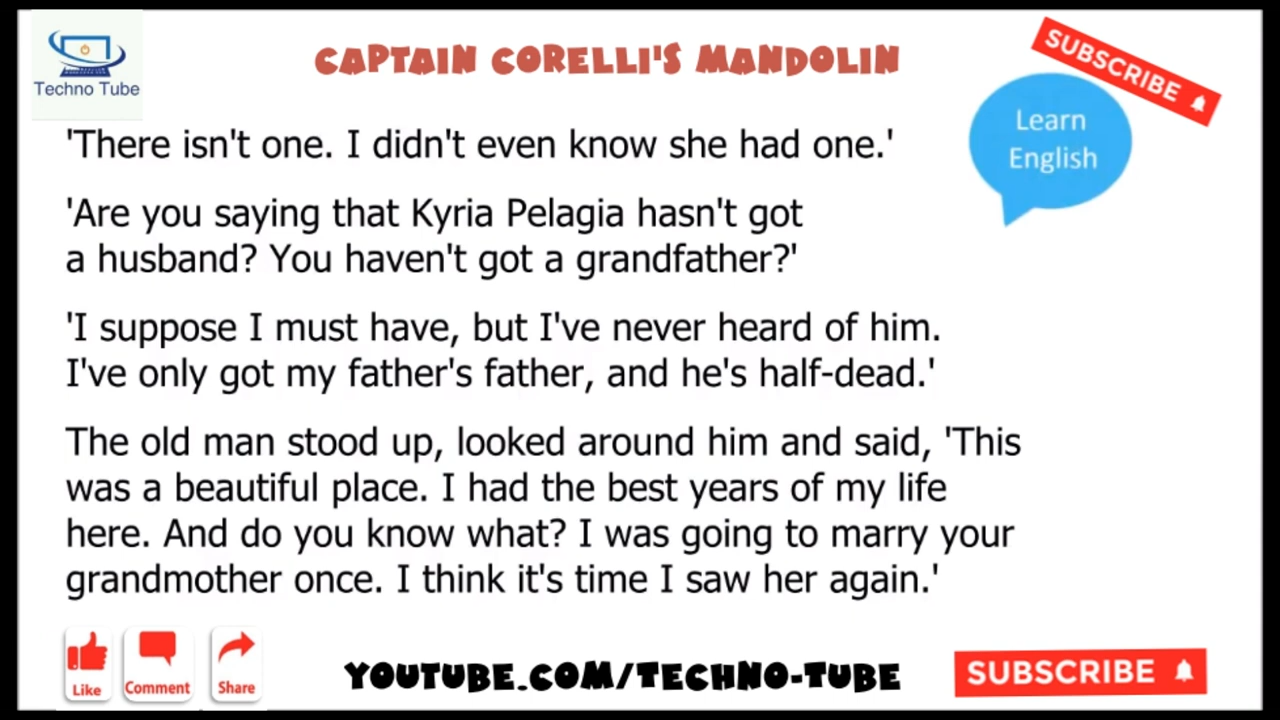 Techno Tube
CAPTAIN CORELLI'S MANDOLIN
SUBSCRIBE
Learn
English
'There isn't one. I didn't even know she had one.'
'Are you saying that Kyria Pelagia hasn't got
a husband? You haven't got a grandfather?'
'I suppose I must have, but I've never heard of him.
I've only got my father's father, and he's half-dead.'
The old man stood up, looked around him and said, 'This
was a beautiful place. I had the best years of my life
here. And do you know what? I was going to marry your
grandmother once. I think it's time I saw her again.'
Like
Comment
Share
YOUTUBE.COM/TECHNO-TUBE
SUBSCRIBE